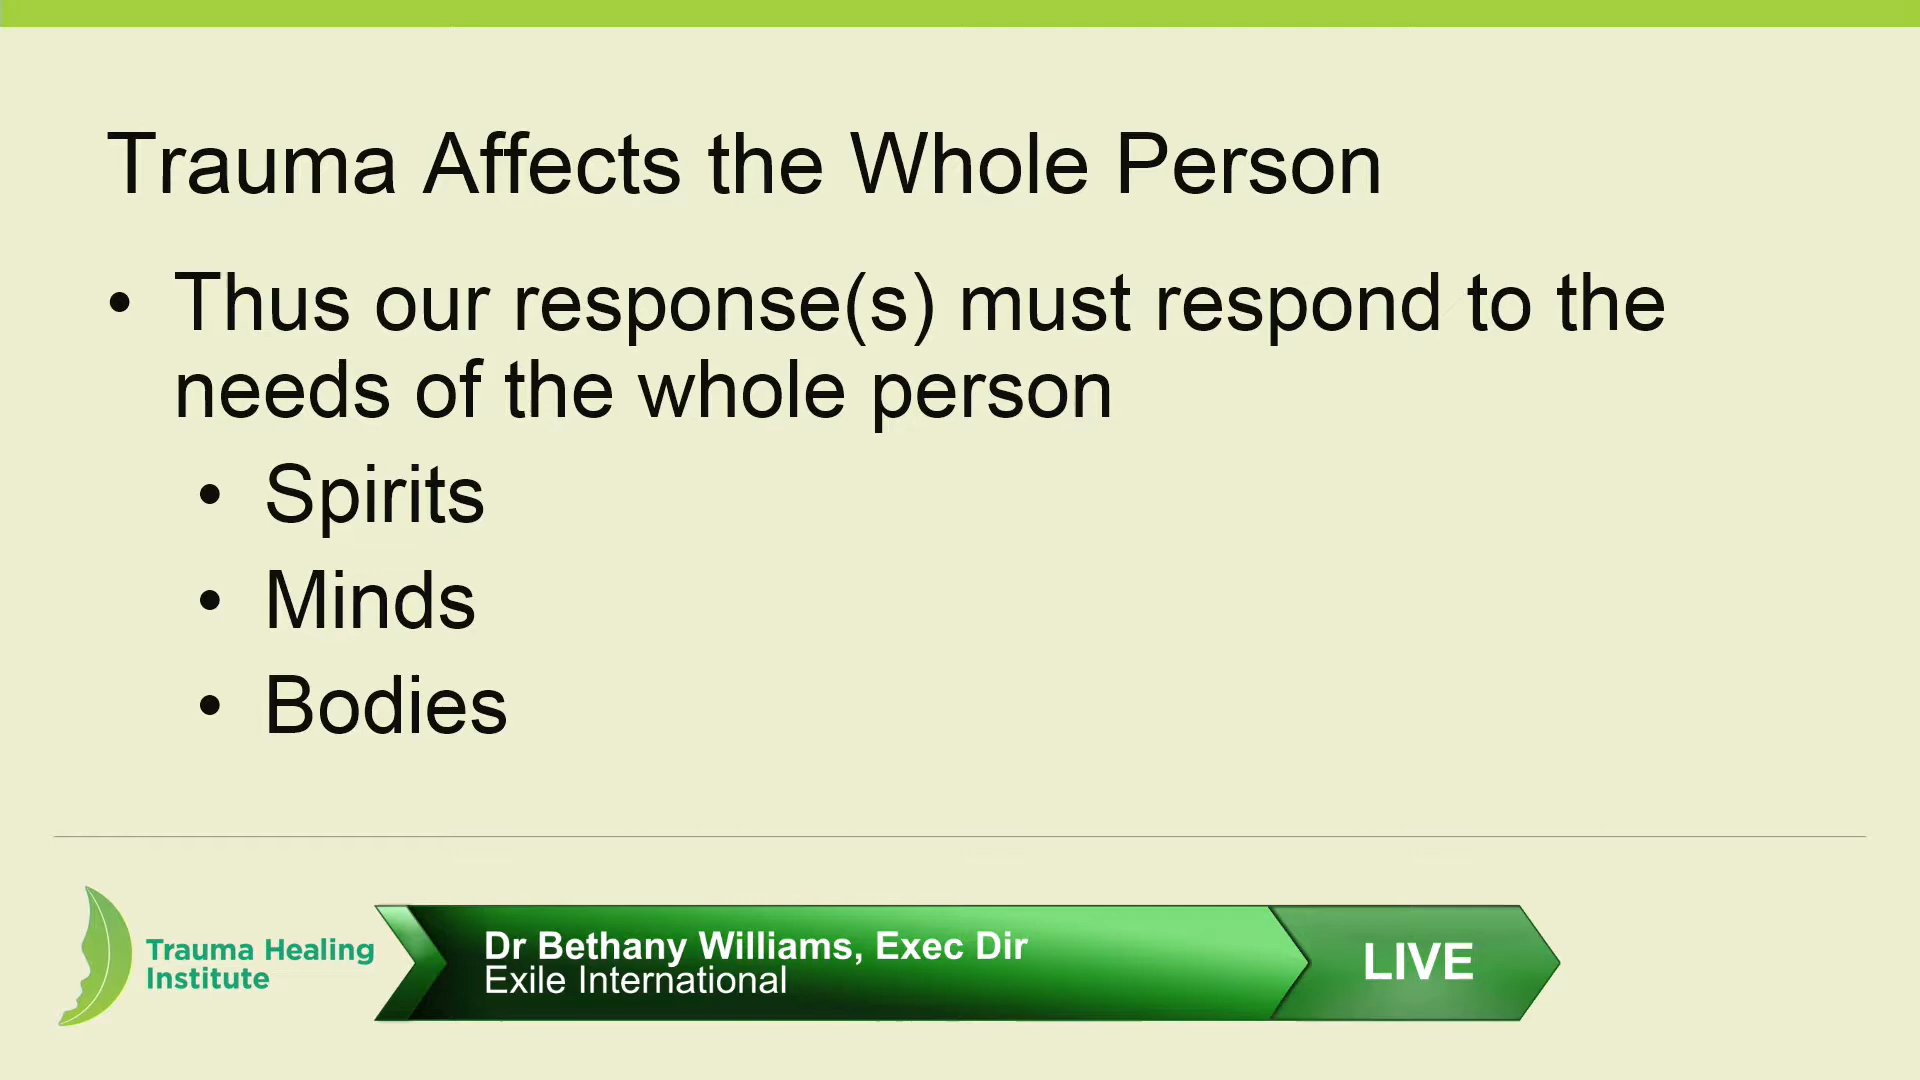 Trauma Affects the Whole Person
• Thus our response(s) must respond to the
needs of the whole person
• Spirits
• Minds
• Bodies
Trauma Healing
Institute
Dr Bethany Williams, Exec Dir
Exile International
LIVE